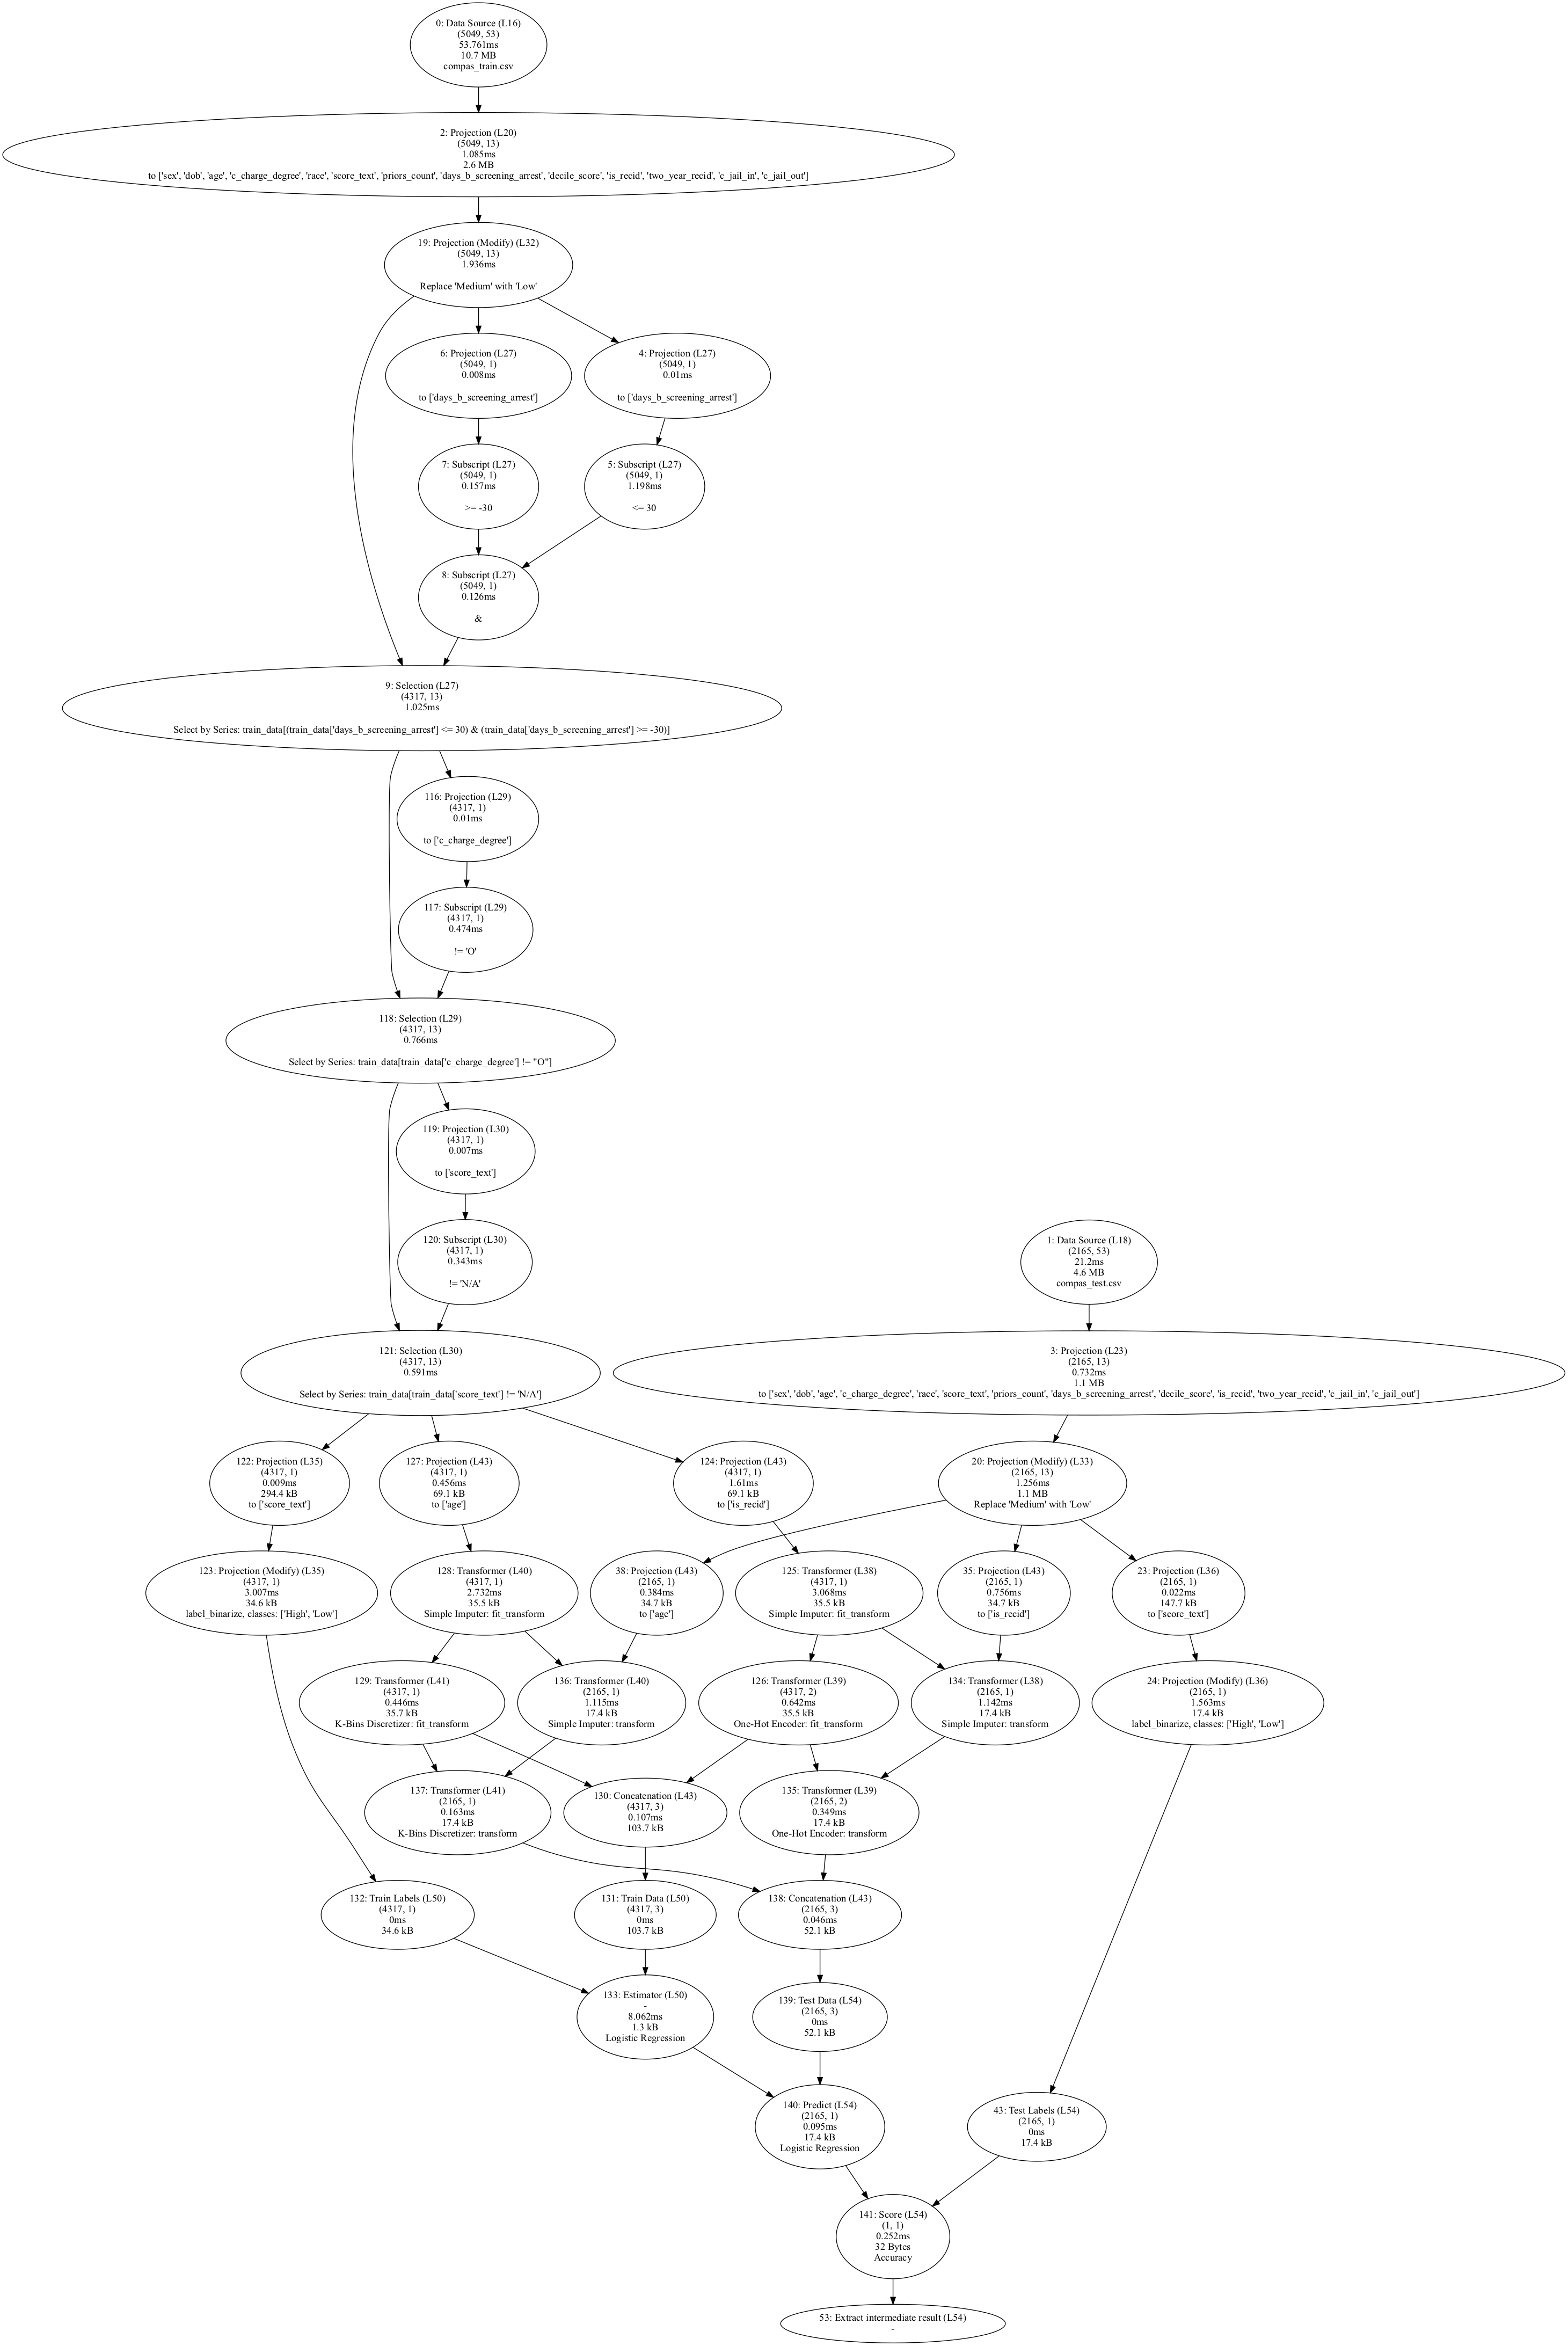 0: Data Source (L16)
(5049, 53)
53.761ms
10.7 MB
compas_train.csv
2: Projection (L20)
(5049, 13)
1.085ms
2.6 MB
to ['sex', 'dob', 'age', 'c_charge_degree', 'race', 'score_text', 'priors_count', 'days_b_screening_arrest', 'decile_score', 'is_recid', 'two_year_recid', 'c_jail_in', 'c_jail_out']
19: Projection (Modify) (L32)
(5049, 13)
1.936ms
Replace 'Medium' with 'Low'
6: Projection (L27)
(5049, 1)
0.008ms
to ['days_b_screening_arrest']
4: Projection (L27)
(5049, 1)
0.01ms
to ['days_b_screening_arrest']
7: Subscript (L27)
(5049, 1)
0.157ms
>= -30
5: Subscript (L27)
(5049, 1)
1.198ms
<= 30
8: Subscript (L27)
(5049, 1)
0.126ms
&
9: Selection (L27)
(4317, 13)
1.025ms
Select by Series: train_data[(train_data['days_b_screening_arrest'] <= 30) & (train_data['days_b_screening_arrest'] >= -30)]
116: Projection (L29)
(4317, 1)
0.01ms
to ['c_charge_degree']
117: Subscript (L29)
(4317, 1)
0.474ms
!= 'O'
118: Selection (L29)
(4317, 13)
0.766ms
Select by Series: train_data[train_data['c_charge_degree'] != "O"]
119: Projection (L30)
(4317, 1)
0.007ms
to ['score_text']
120: Subscript (L30)
(4317, 1)
0.343ms
!= 'N/A'
1: Data Source (L18)
(2165, 53)
21.2ms
4.6 MB
compas_test.csv
121: Selection (L30)
(4317, 13)
0.591ms
Select by Series: train_data[train_data['score_text'] != 'N/A']
3: Projection (L23)
(2165, 13)
0.732ms
1.1 MB
to ['sex', 'dob', 'age', 'c_charge_degree', 'race', 'score_text', 'priors_count', 'days_b_screening_arrest', 'decile_score', 'is_recid', 'two_year_recid', 'c_jail_in', 'c_jail_out']
122: Projection (L35)
(4317, 1)
0.009ms
294.4 kB
to ['score_text']
127: Projection (L43)
(4317, 1)
0.456ms
69.1 kB
to ['age']
124: Projection (L43)
(4317, 1)
1.61ms
69.1 kB
to ['is_recid']
20: Projection (Modify) (L33)
(2165, 13)
1.256ms
1.1 MB
Replace 'Medium' with 'Low'
123: Projection (Modify) (L35)
(4317, 1)
3.007ms
34.6 kB
label_binarize, classes: ['High', 'Low']
128: Transformer (L40)
(4317, 1)
2.732ms
35.5 kB
Simple Imputer: fit_transform
38: Projection (L43)
(2165, 1)
0.384ms
34.7 kB
to ['age']
125: Transformer (L38)
(4317, 1)
3.068ms
35.5 kB
Simple Imputer: fit_transform
35: Projection (L43)
(2165, 1)
0.756ms
34.7 kB
to ['is_recid']
23: Projection (L36)
(2165, 1)
0.022ms
147.7 kB
to ['score_text']
129: Transformer (L41)
(4317, 1)
0.446ms
35.7 kB
K-Bins Discretizer: fit_transform
136: Transformer (L40)
(2165, 1)
1.115ms
17.4 kB
Simple Imputer: transform
126: Transformer (L39)
(4317, 2)
0.642ms
35.5 kB
One-Hot Encoder: fit_transform
134: Transformer (L38)
(2165, 1)
1.142ms
17.4 kB
Simple Imputer: transform
24: Projection (Modify) (L36)
(2165, 1)
1.563ms
17.4 kB
label_binarize, classes: ['High', 'Low']
137: Transformer (L41)
(2165, 1)
0.163ms
17.4 kB
K-Bins Discretizer: transform
130: Concatenation (L43)
(4317, 3)
0.107ms
103.7 kB
135: Transformer (L39)
(2165, 2)
0.349ms
17.4 kB
One-Hot Encoder: transform
132: Train Labels (L50)
(4317, 1)
0ms
34.6 kB
131: Train Data (L50)
(4317, 3)
0ms
103.7 kB
138: Concatenation (L43)
(2165, 3)
0.046ms
52.1 kB
133: Estimator (L50)
-
8.062ms
1.3 kB
Logistic Regression
139: Test Data (L54)
(2165, 3)
0ms
52.1 kB
140: Predict (L54)
(2165, 1)
0.095ms
17.4 kB
Logistic Regression
43: Test Labels (L54)
(2165, 1)
0ms
17.4 kB
141: Score (L54)
(1, 1)
0.252ms
32 Bytes
Accuracy
53: Extract intermediate result (L54)
-